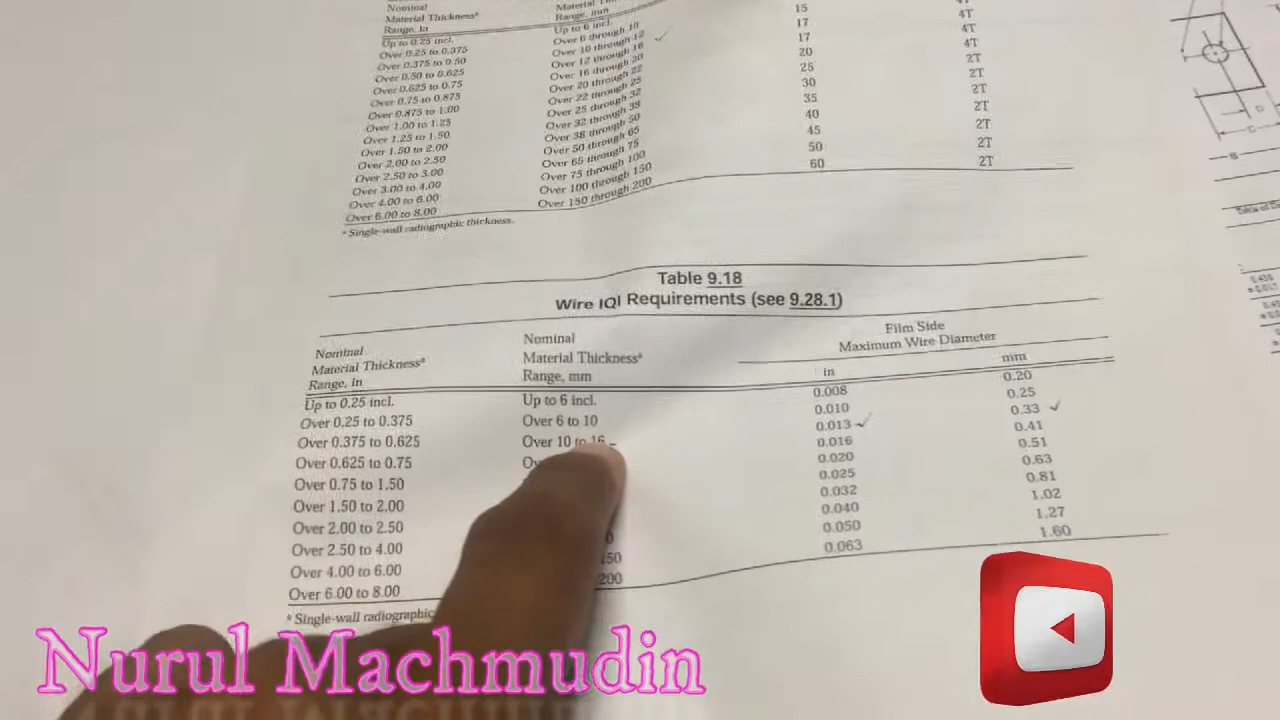 Nominal
Material Thickness*
Range, in
Up to 0.25 incl.
Over 0.25 to 0.375
Over 0.375 to 0.50
Over 0.50 to 0.625
Over 0.625 to 0.75
Over 0.75 to 0.875
Over 0.875 to 1.00
Over 1.00 to 1.25
Over 1.25 to 1.50
Over 1.50 to 2.00
Over 2.00 to 2.50
Over 2.50 to 3.00
Over 3.00 to 4.00
Over 4.00 to 6.00
Over 6.00 to 8.00
Range, mm
Up to 6 incl.
Over 6 through 10
Over 10 through 12
Over 12 through 16
Over 16 through 20
Over 20 through 22
Over 22 through 25
Over 25 through 32
Over 32 through 38
Over 38 through 50
Over 50 through 65
Over 65 through 75
Over 75 through 100
Over 100 through 150
Over 150 through 200
15
17
17
20
25
30
35
40
45
50
60
4T
4T
4T
2T
2T
2T
2T
2T
2T
2T
* Single-wall radiographic thickness.
Table 9.18
Wire IQI Requirements (see 9.28.1)
Nominal
Material Thickness*
Range, in
Up to 0.25 incl.
Over 0.25 to 0.375
Over 0.375 to 0.625
Over 0.625 to 0.75
Over 0.75 to 1.50
Over 1.50 to 2.00
Over 2.00 to 2.50
Over 2.50 to 4.00
Over 4.00 to 6.00
Over 6.00 to 8.00
Nominal
Material Thickness*
Range, mm
Up to 6 incl.
Over 6 to 10
Over 10 to 16
150
200
Film Side
Maximum Wire Diameter
in
0.008
0.010
0.013 ✓
0.016
0.020
0.025
0.032
0.040
0.050
0.063
mm
0.20
0.25
0.33 ✓
0.41
0.51
0.63
0.81
1.02
1.27
1.60
* Single-wall radiographic
Nurul Machmudin